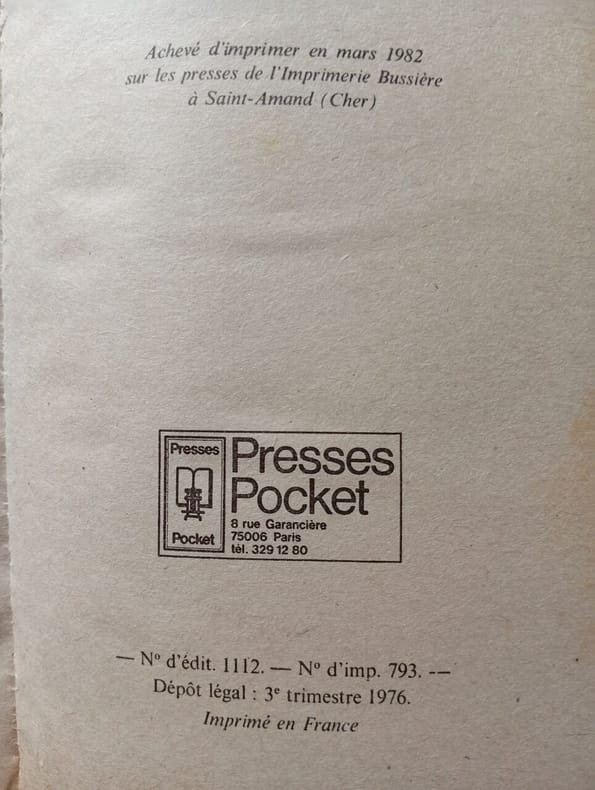 Achevé d'imprimer en mars 1982
sur les presses de l'Imprimerie Bussière
à Saint-Amand (Cher)
Presses
Pocket
Presses
Pocket
8 rue Garancière
75006 Paris
tél. 329 12 80
— Nº d'édit. 1112. — Nº d'imp. 793. —
Dépôt légal : 3e trimestre 1976.
Imprimé en France